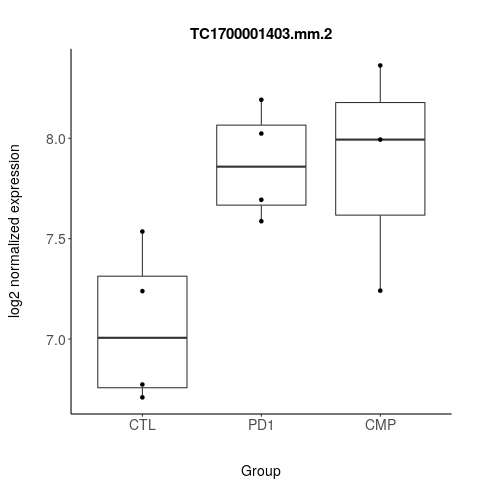 TC1700001403.mm.2
log2 normalized expression
8.0
7.5
7.0
CTL PD1 CMP
Group